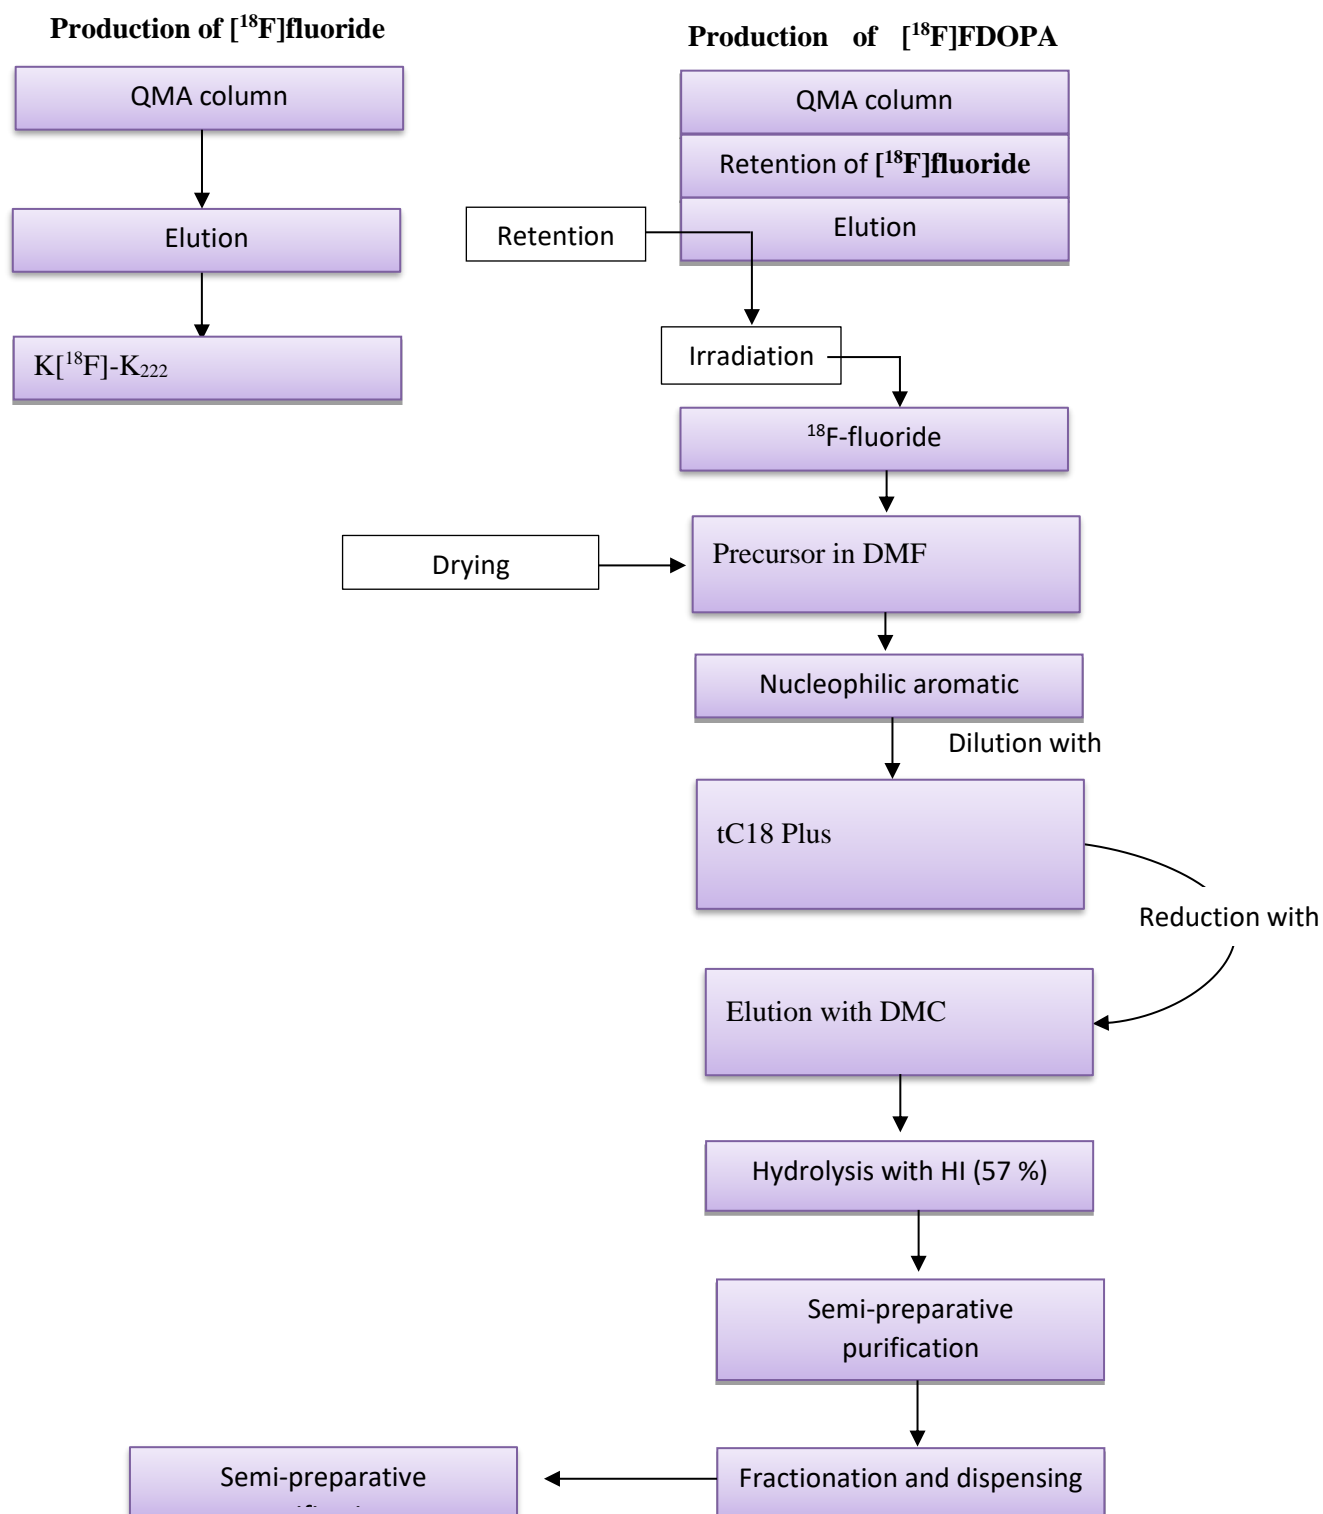 Production of [¹⁸F]fluoride
QMA column
Elution
K[¹⁸F]-K₂₂₂
Production of [¹⁸F]FDOPA
QMA column
Retention of [¹⁸F]fluoride
Elution
Retention
Irradiation
¹⁸F-fluoride
Drying
Precursor in DMF
Nucleophilic aromatic
Dilution with
tC18 Plus
Reduction with
Elution with DMC
Hydrolysis with HI (57 %)
Semi-preparative
purification
Fractionation and dispensing
Semi-preparative